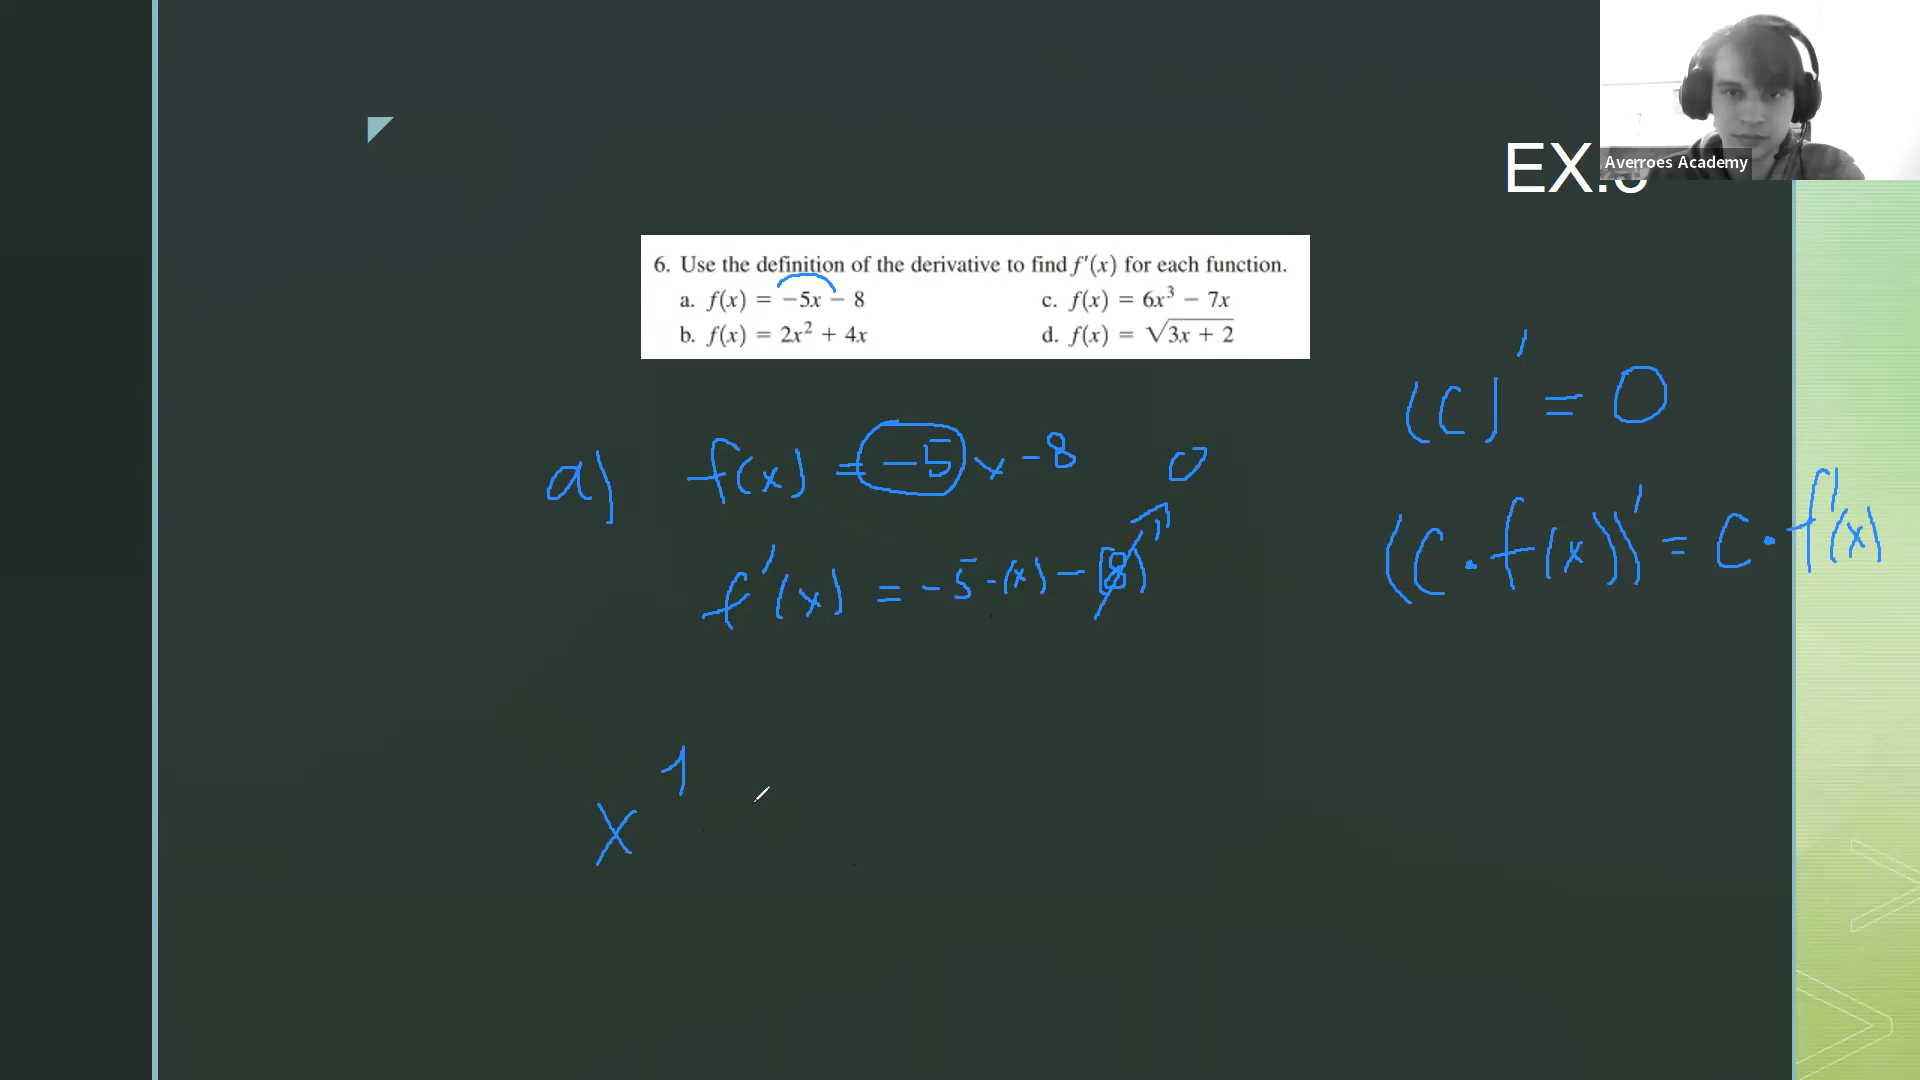 Averroes Academy
EX.6
6. Use the definition of the derivative to find f′(x) for each function.
a. f(x) = −5x − 8
c. f(x) = 6x³ − 7x
b. f(x) = 2x² + 4x
d. f(x) = √(3x + 2)
(C)' = 0
a) f(x) = −5x −8
0
(C·f(x))' = C·f'(x)
f'(x) = −5·(x) − (8)
x¹